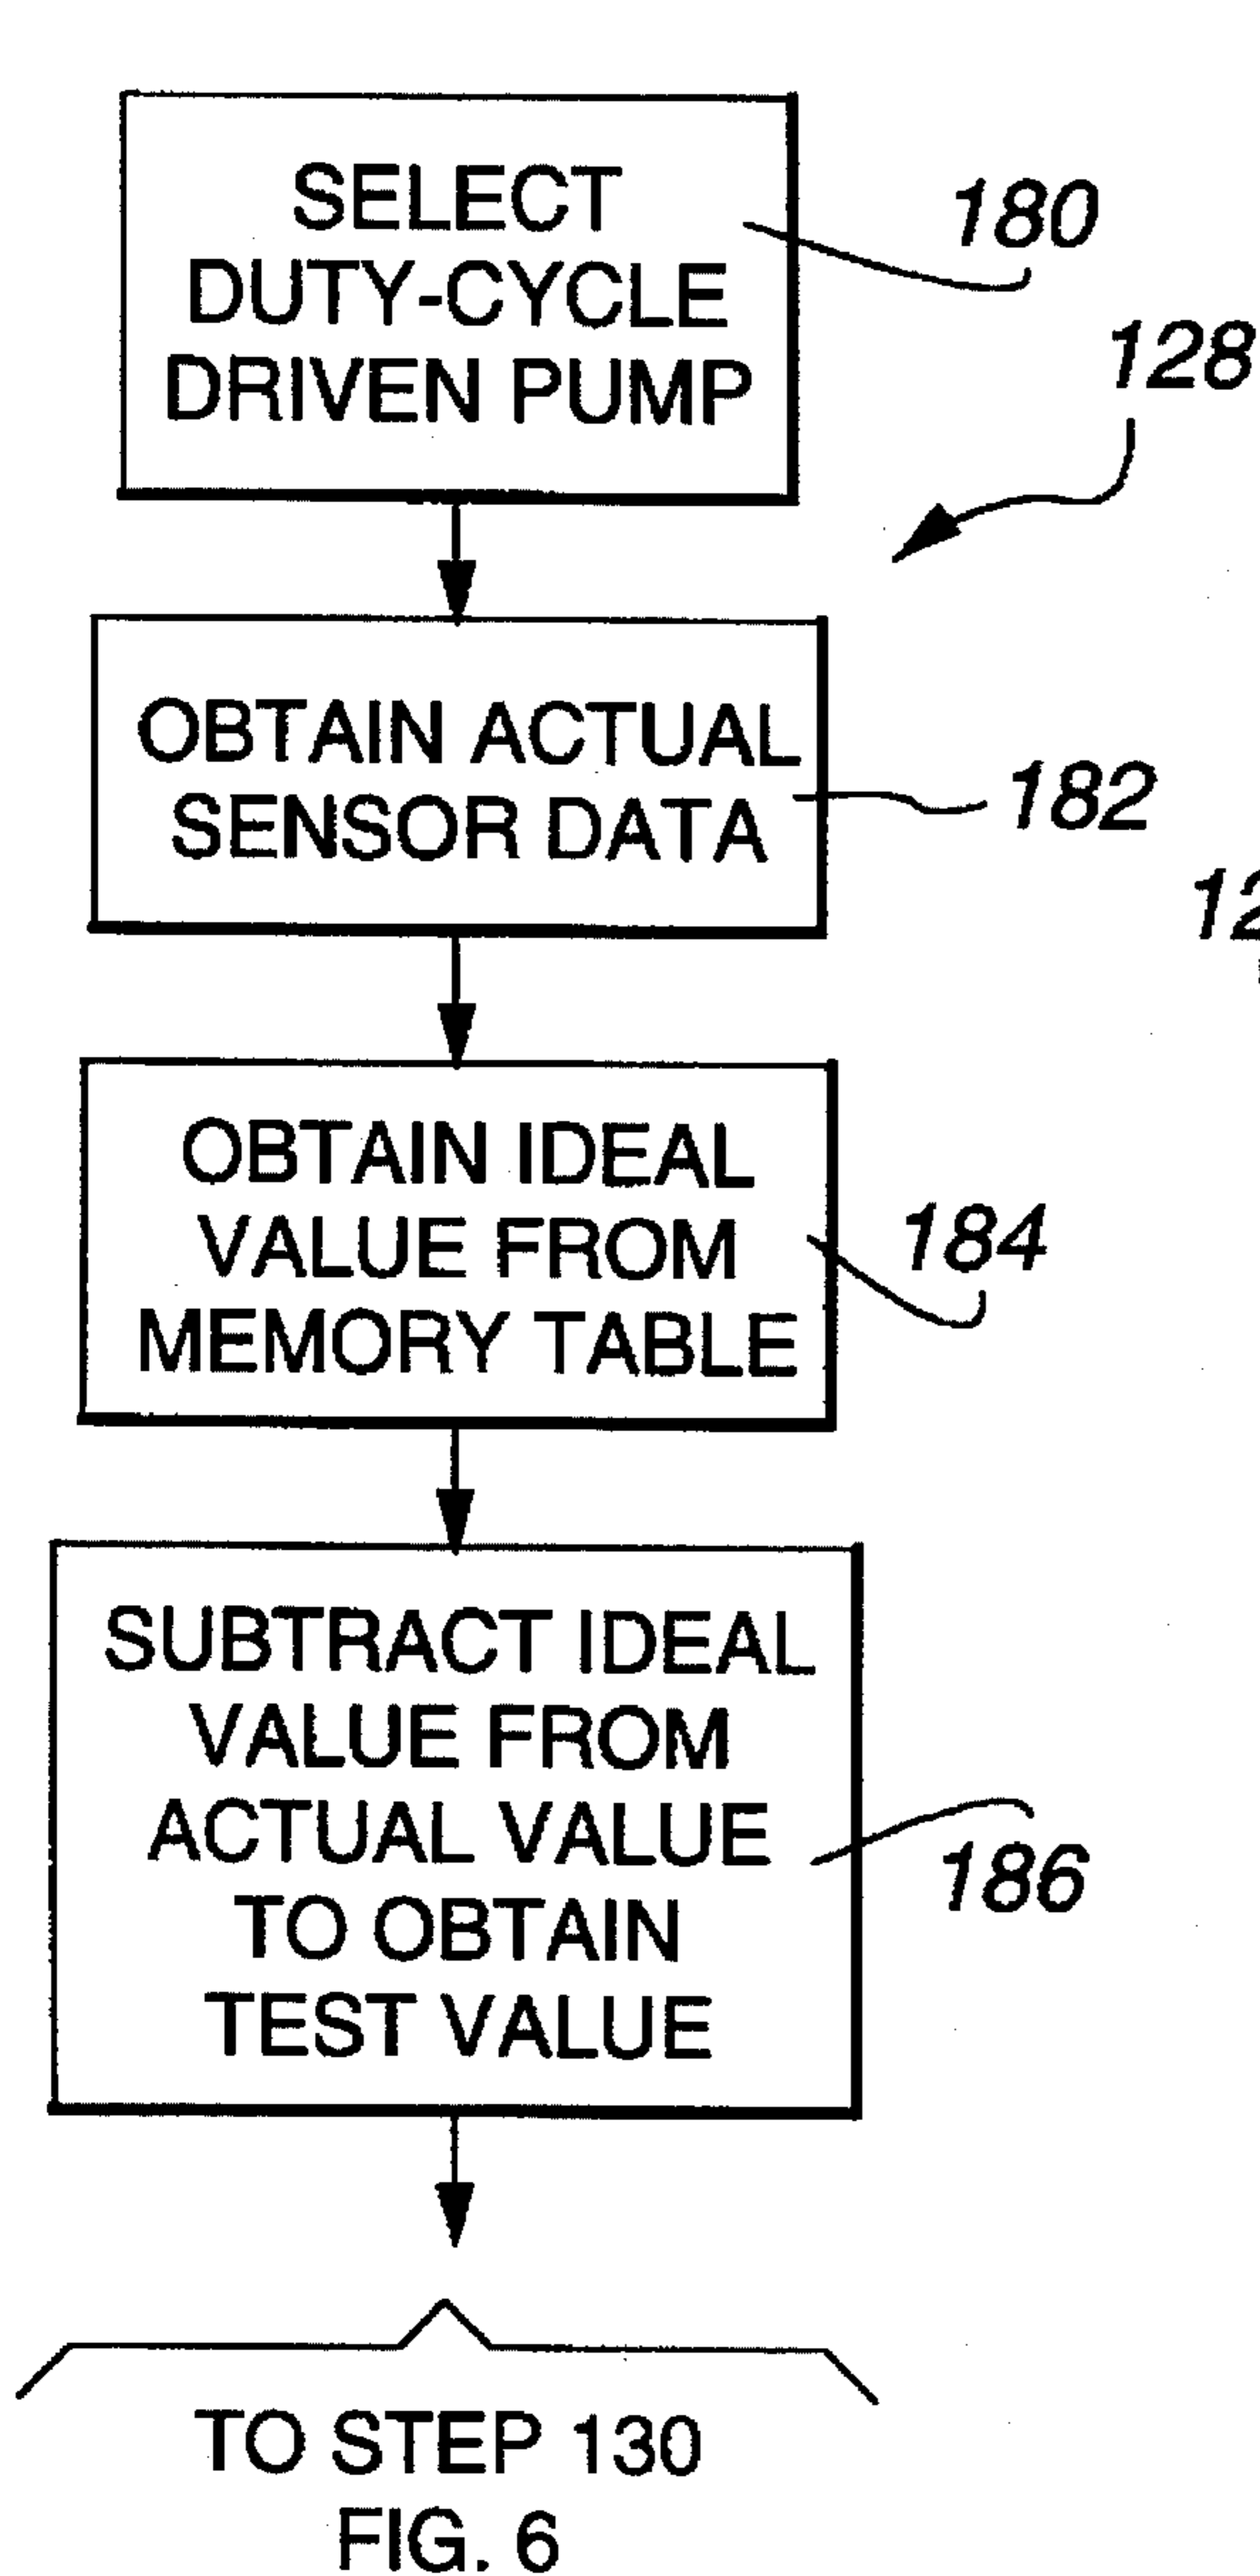 SELECT
DUTY-CYCLE
DRIVEN PUMP
180
128
OBTAIN ACTUAL
SENSOR DATA
182
OBTAIN IDEAL
VALUE FROM
MEMORY TABLE
184
SUBTRACT IDEAL
VALUE FROM
ACTUAL VALUE
TO OBTAIN
TEST VALUE
186
TO STEP 130
FIG. 6